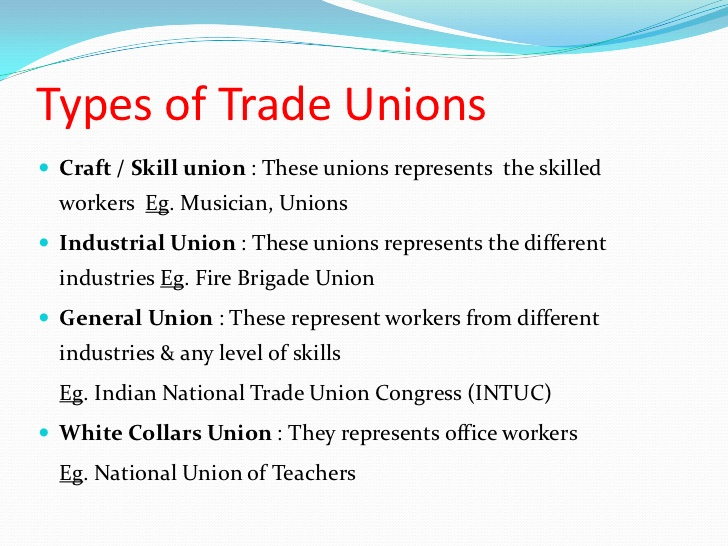 Types of Trade Unions
• Craft / Skill union : These unions represents the skilled
workers Eg. Musician, Unions
• Industrial Union : These unions represents the different
industries Eg. Fire Brigade Union
• General Union : These represent workers from different
industries & any level of skills
Eg. Indian National Trade Union Congress (INTUC)
• White Collars Union : They represents office workers
Eg. National Union of Teachers